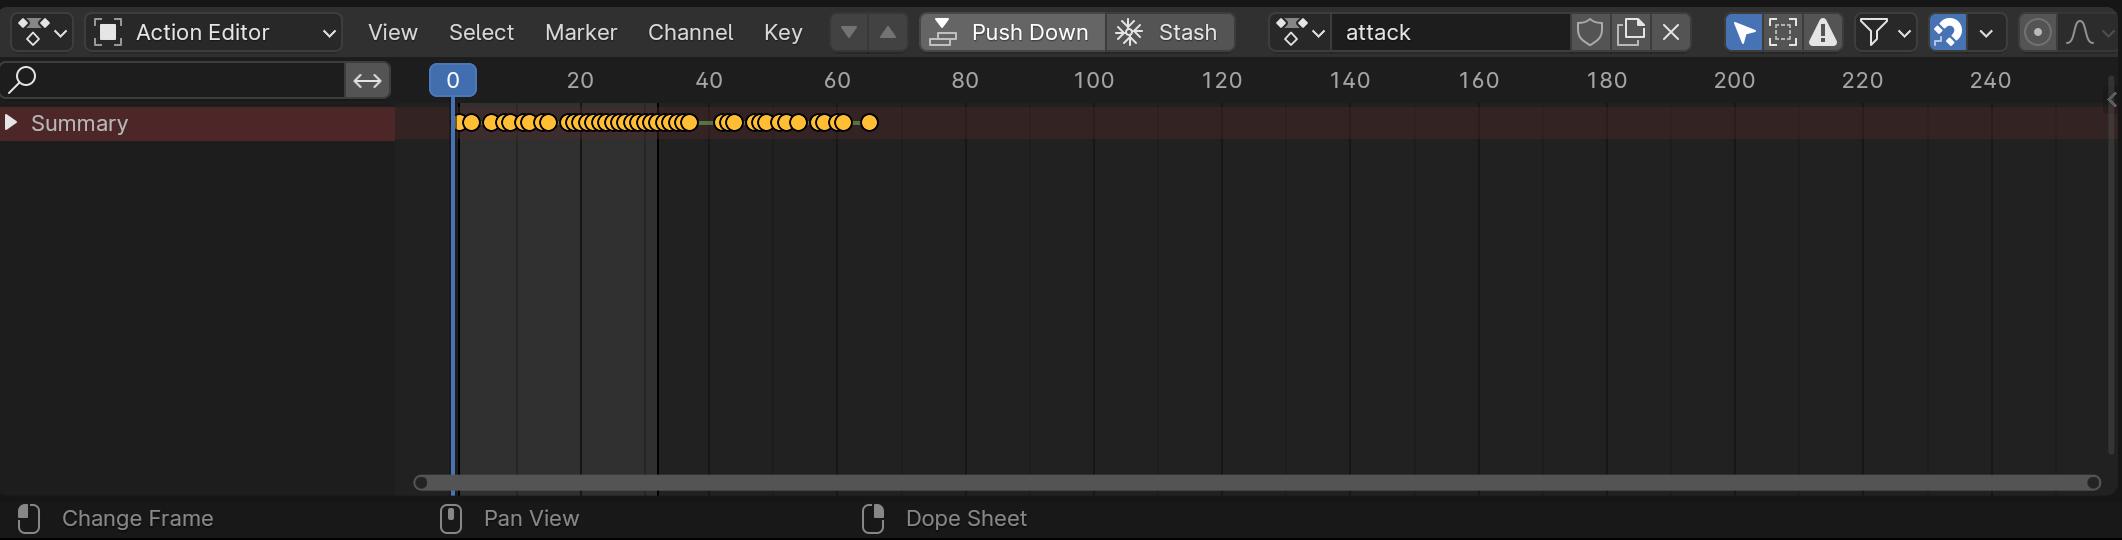 Action Editor View Select Marker Channel Key Push Down Stash attack
0 20 40 60 80 100 120 140 160 180 200 220 240
Summary
Change Frame Pan View Dope Sheet